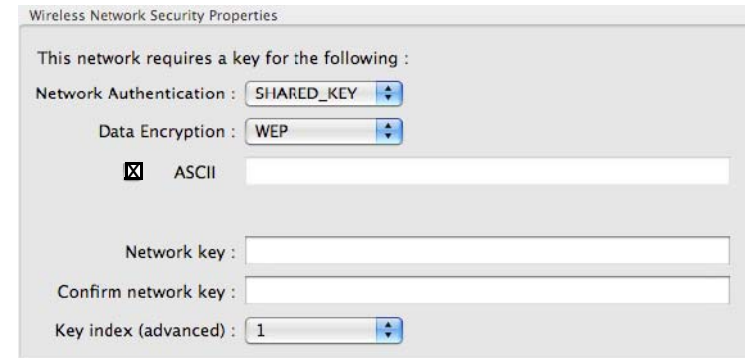 Wireless Network Security Properties
This network requires a key for the following :
Network Authentication : SHARED_KEY
Data Encryption : WEP
ASCII
Network key :
Confirm network key :
Key index (advanced) : 1